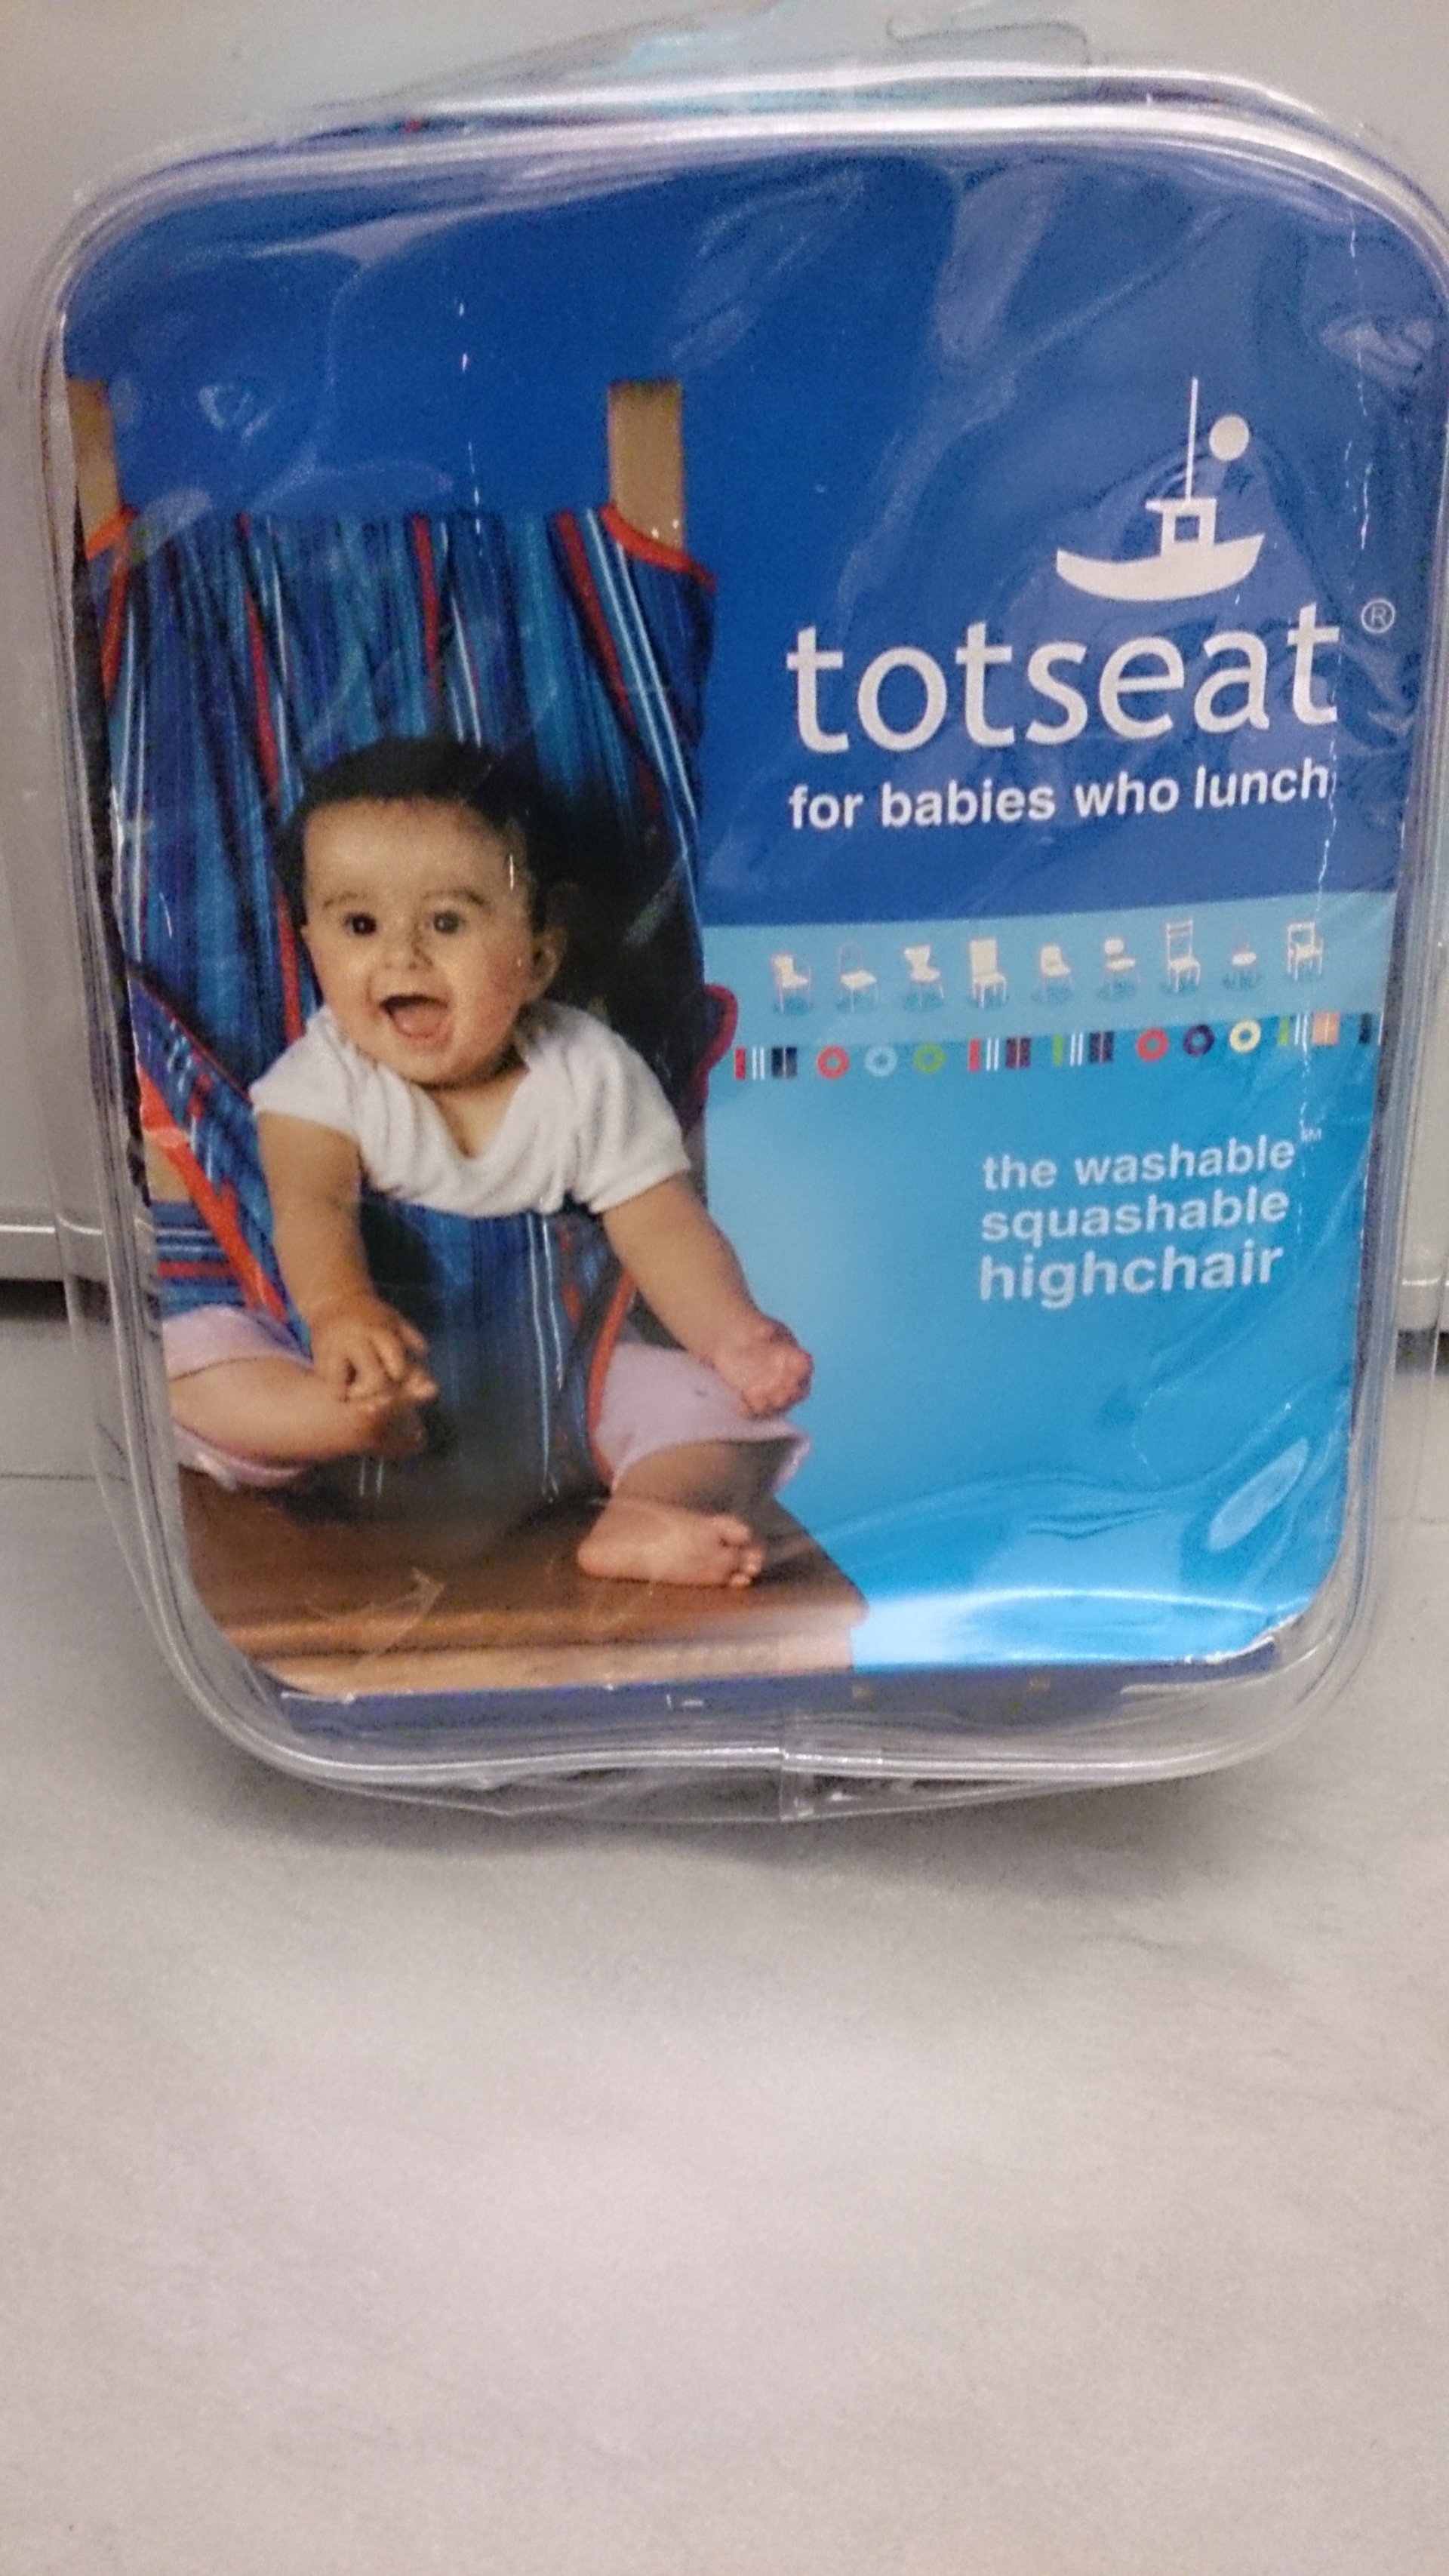 totseat®
for babies who lunch
the washable™
squashable
highchair